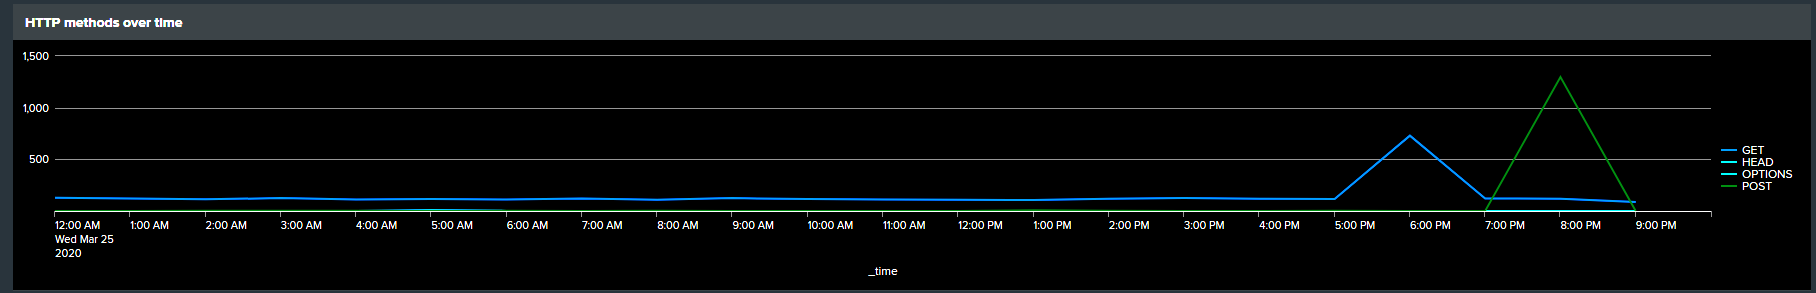 HTTP methods over time
1,500
1,000
500
GET
HEAD
OPTIONS
POST
12:00 AM 1:00 AM 2:00 AM 3:00 AM 4:00 AM 5:00 AM 6:00 AM 7:00 AM 8:00 AM 9:00 AM 10:00 AM 11:00 AM 12:00 PM 1:00 PM 2:00 PM 3:00 PM 4:00 PM 5:00 PM 6:00 PM 7:00 PM 8:00 PM 9:00 PM
Wed Mar 25
2020
_time